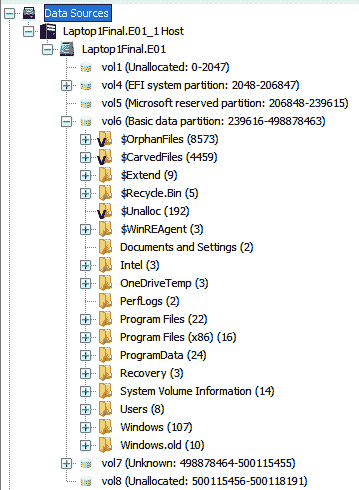 Data Sources
Laptop1Final.E01_1 Host
Laptop1Final.E01
vol1 (Unallocated: 0-2047)
vol4 (EFI system partition: 2048-206847)
vol5 (Microsoft reserved partition: 206848-239615)
vol6 (Basic data partition: 239616-498878463)
$OrphanFiles (8573)
$CarvedFiles (4459)
$Extend (9)
$Recycle.Bin (5)
$Unalloc (192)
$WinREAgent (3)
Documents and Settings (2)
Intel (3)
OneDriveTemp (3)
PerfLogs (2)
Program Files (22)
Program Files (x86) (16)
ProgramData (24)
Recovery (3)
System Volume Information (14)
Users (8)
Windows (107)
Windows.old (10)
vol7 (Unknown: 498878464-500115455)
vol8 (Unallocated: 500115456-500118191)